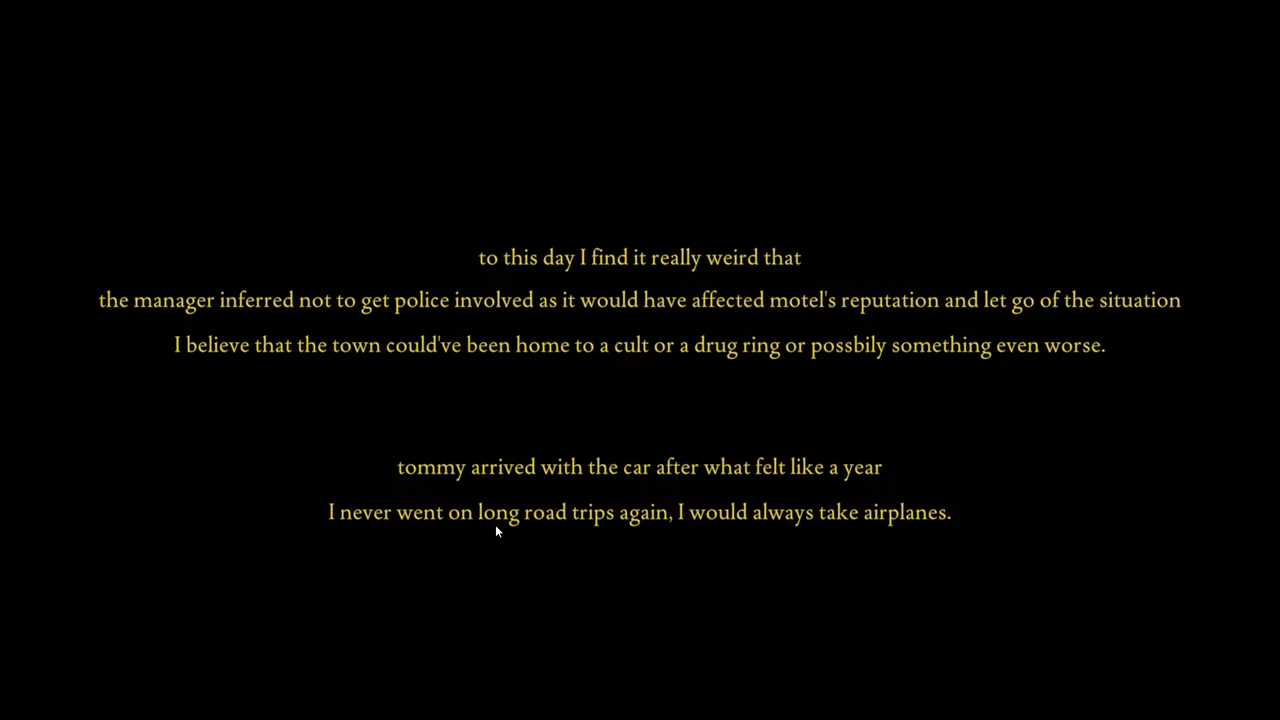 to this day I find it really weird that
the manager inferred not to get police involved as it would have affected motel's reputation and let go of the situation
I believe that the town could've been home to a cult or a drug ring or possbily something even worse.
tommy arrived with the car after what felt like a year
I never went on long road trips again, I would always take airplanes.